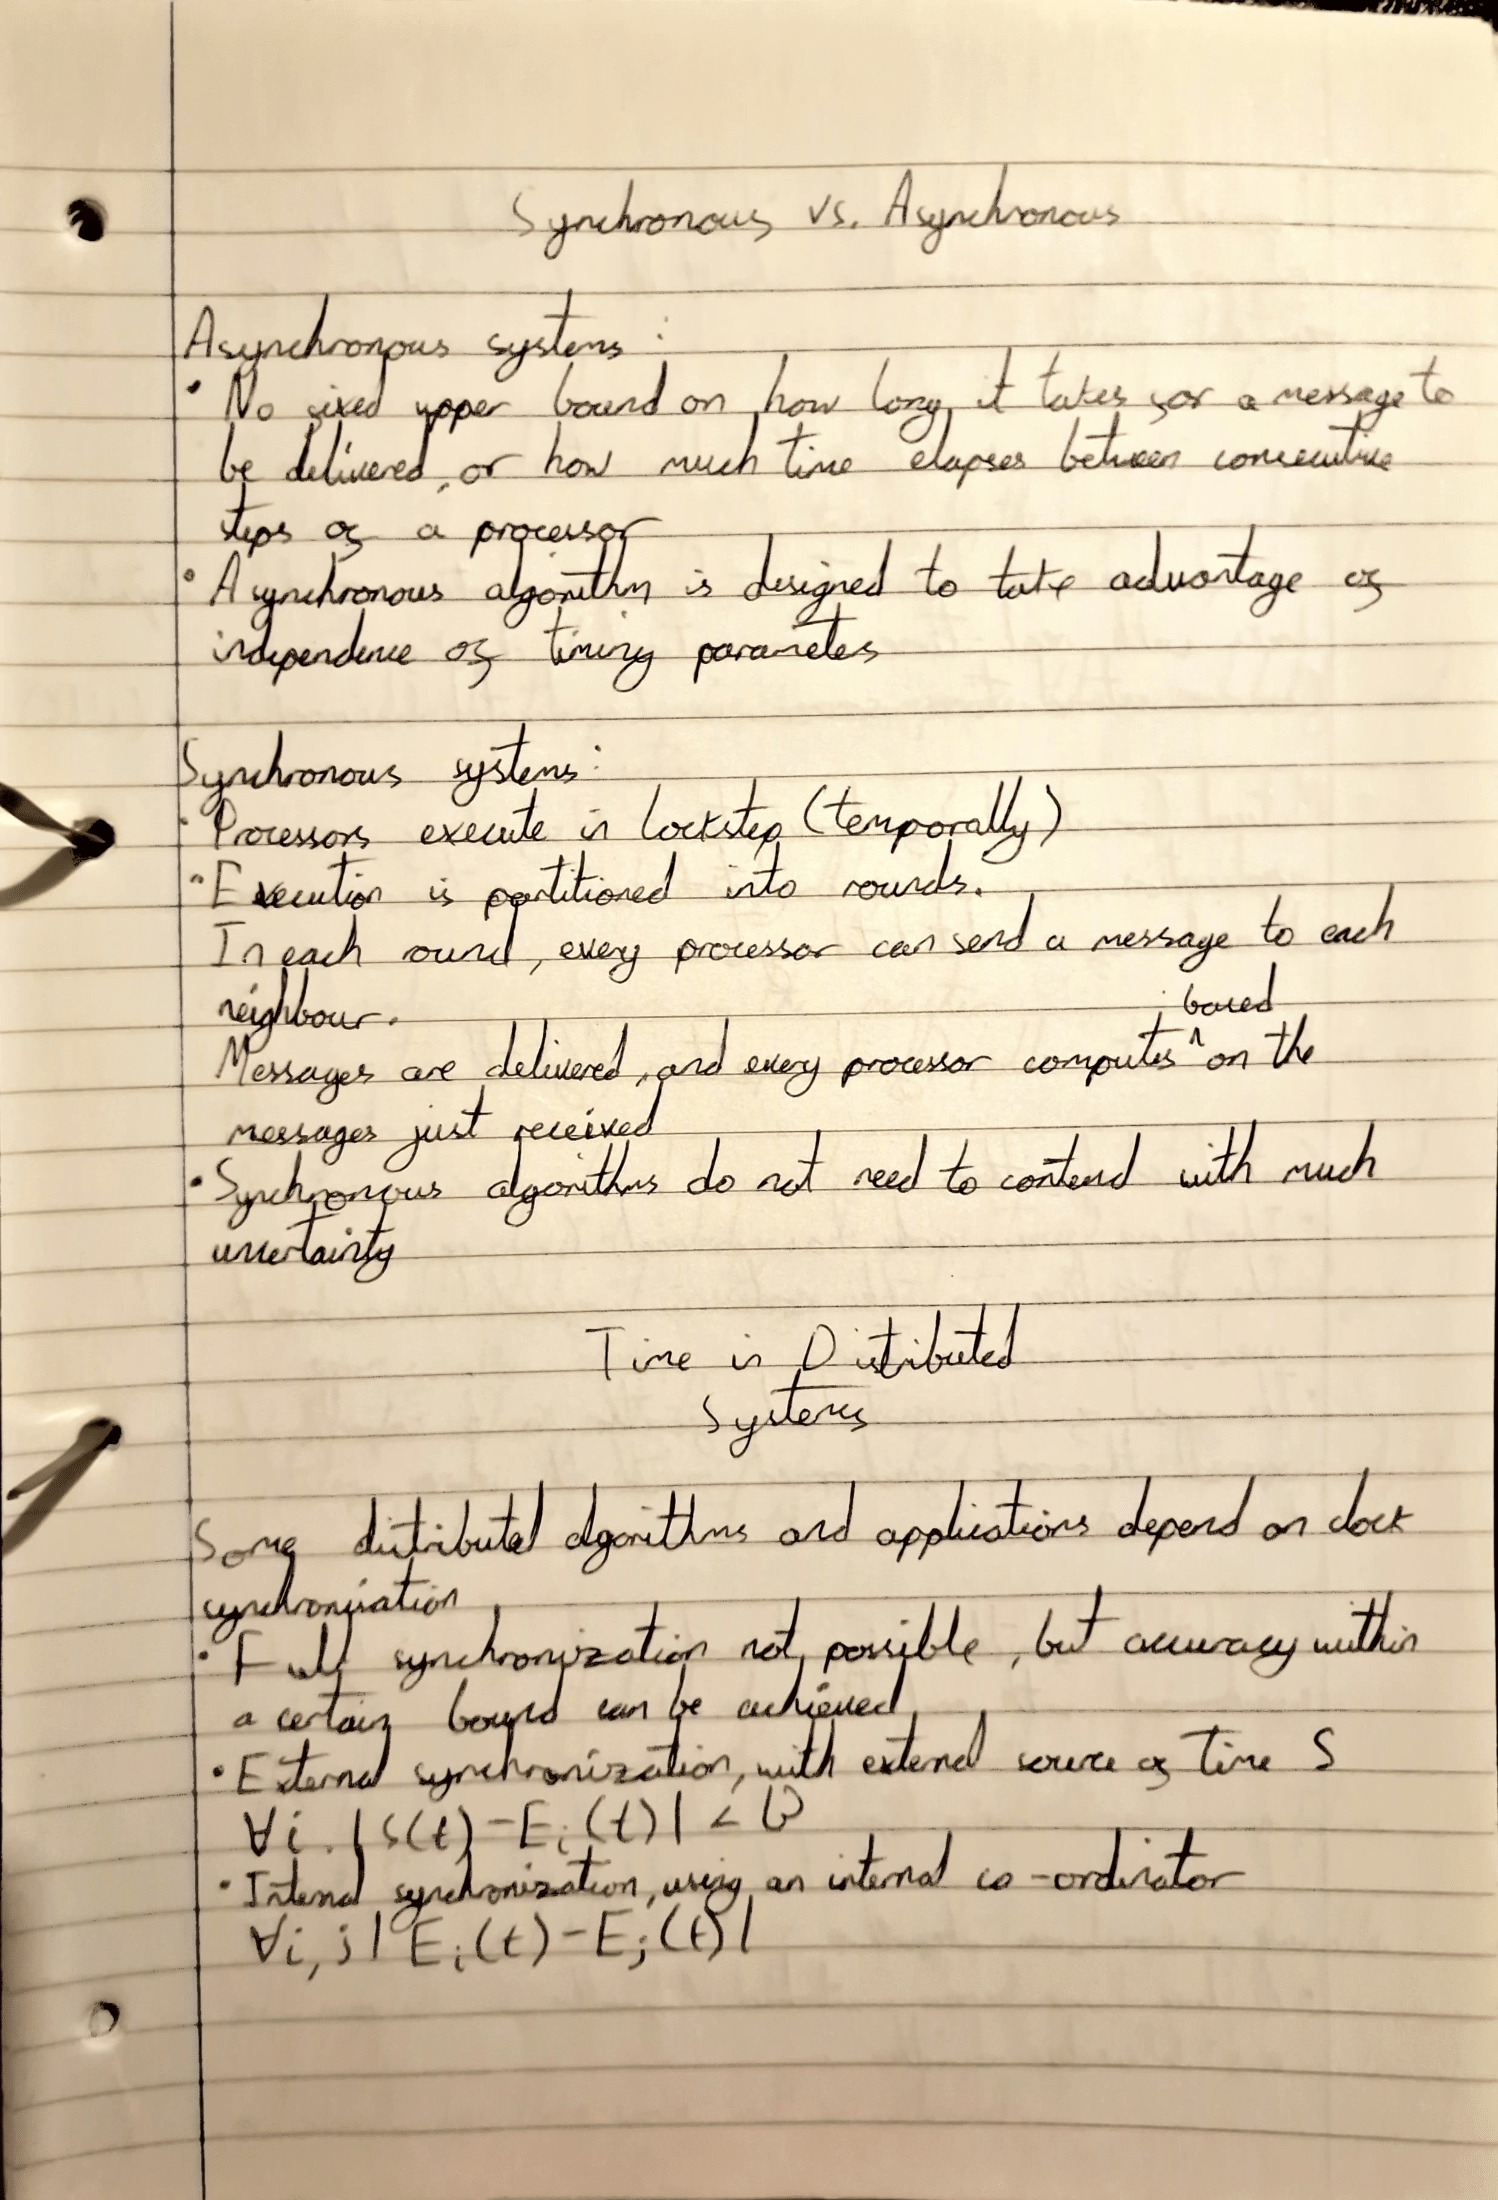 Synchronous vs. Asynchronous
Asynchronous systems:
• No fixed upper bound on how long it takes for a message to
be delivered, or how much time elapses between consecutive
steps of a processor
• Asynchronous algorithm is designed to take advantage of
independence of timing parameters
Synchronous systems:
• Processors execute in lockstep (temporally)
• Execution is partitioned into rounds.
In each round, every processor can send a message to each
neighbour.
Messages are delivered, and every processor computes ^based on the
messages just received
• Synchronous algorithms do not need to contend with much
uncertainty
Time in Distributed
Systems
Some distributed algorithms and applications depend on clock
synchronization
• Full synchronization not possible, but accuracy within
a certain bound can be achieved
• External synchronization, with external source of time S
∀i. |S(t) - Eᵢ(t)| < D
• Internal synchronization, using an internal co-ordinator
∀i, j |Eᵢ(t) - Eⱼ(t)|